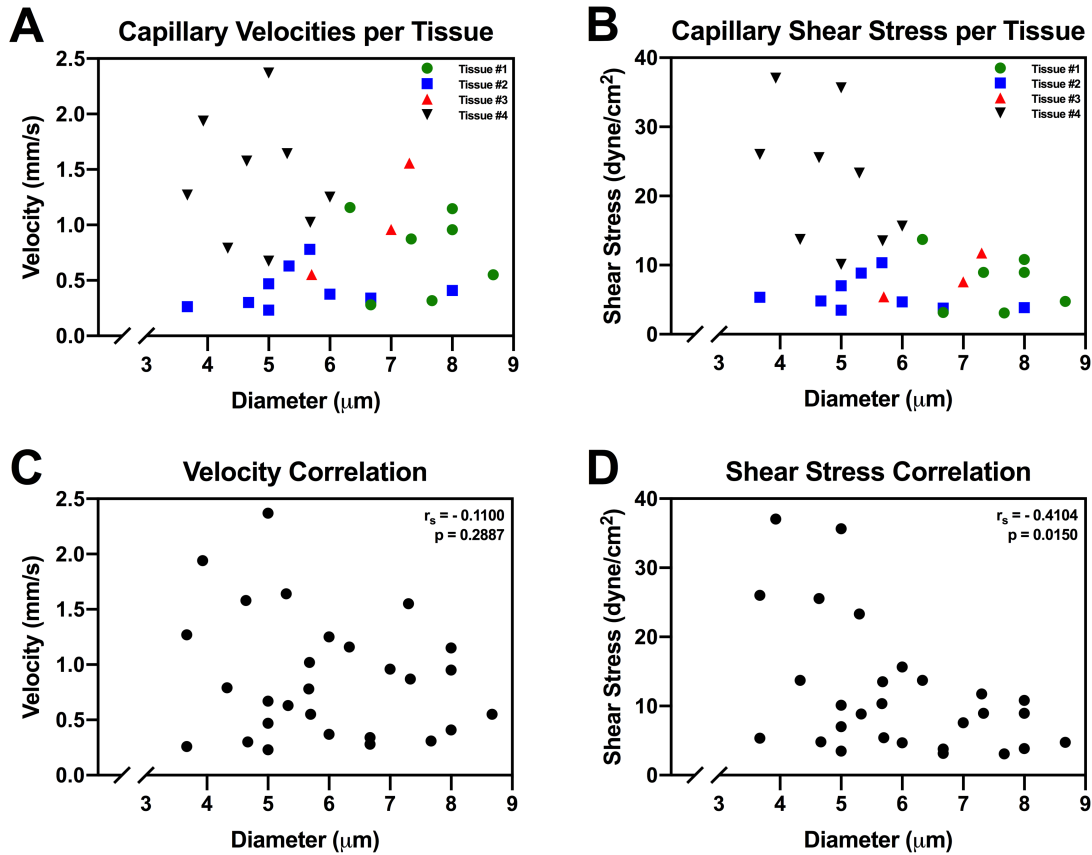 A
Capillary Velocities per Tissue
Velocity (mm/s)
2.5
2.0
1.5
1.0
0.5
0.0
Tissue #1
Tissue #2
Tissue #3
Tissue #4
3 4 5 6 7 8 9
Diameter (μm)
B
Capillary Shear Stress per Tissue
Shear Stress (dyne/cm²)
40
30
20
10
0
Tissue #1
Tissue #2
Tissue #3
Tissue #4
3 4 5 6 7 8 9
Diameter (μm)
C
Velocity Correlation
Velocity (mm/s)
2.5
2.0
1.5
1.0
0.5
0.0
rs = - 0.1100
p = 0.2887
3 4 5 6 7 8 9
Diameter (μm)
D
Shear Stress Correlation
Shear Stress (dyne/cm²)
40
30
20
10
0
rs = - 0.4104
p = 0.0150
3 4 5 6 7 8 9
Diameter (μm)